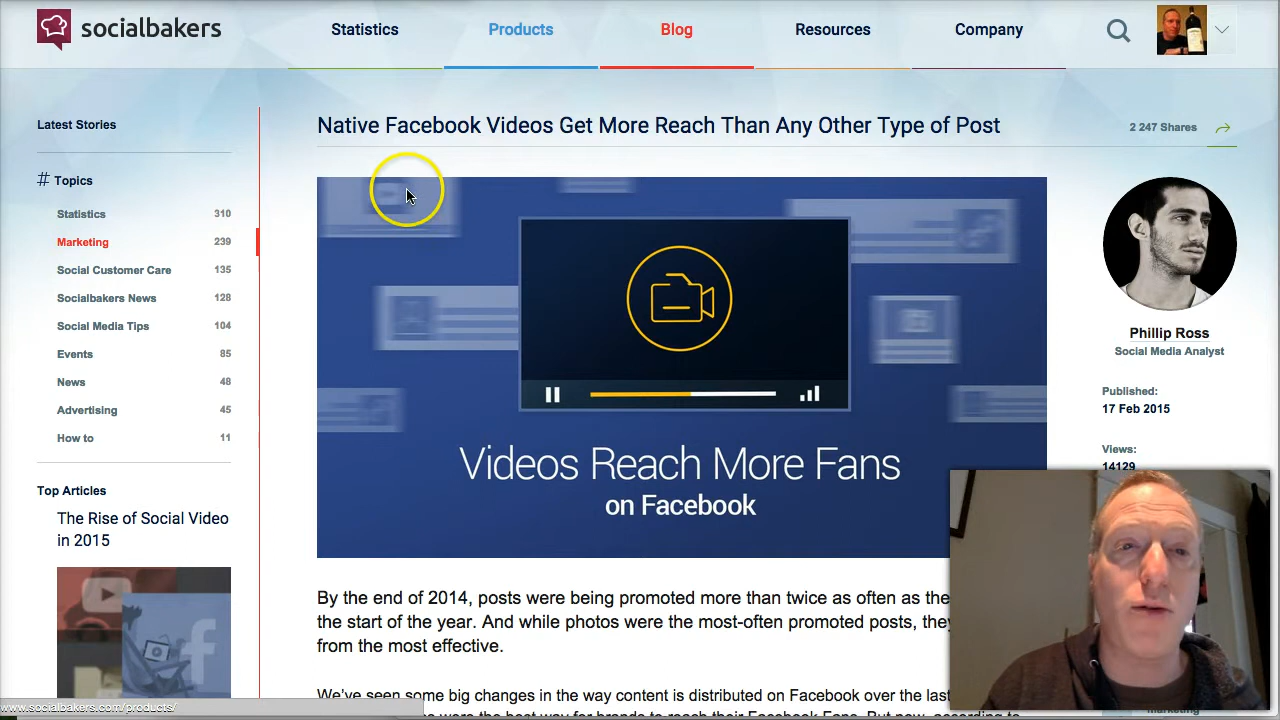 socialbakers
Statistics
Products
Blog
Resources
Company
Latest Stories
# Topics
Statistics 310
Marketing 239
Social Customer Care 135
Socialbakers News 128
Social Media Tips 104
Events 85
News 48
Advertising 45
How to 11
Top Articles
The Rise of Social Video
in 2015
Native Facebook Videos Get More Reach Than Any Other Type of Post
2 247 Shares
Videos Reach More Fans
on Facebook
By the end of 2014, posts were being promoted more than twice as often as the
the start of the year. And while photos were the most-often promoted posts, they
from the most effective.
We've seen some big changes in the way content is distributed on Facebook over the last
Phillip Ross
Social Media Analyst
Published:
17 Feb 2015
Views:
14129
www.socialbakers.com/products/